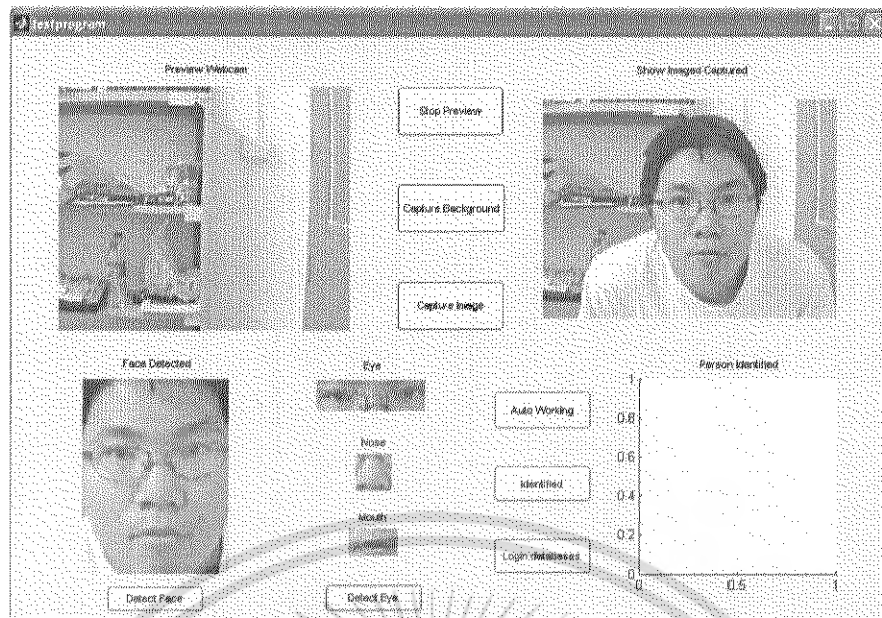 testprogram
Preview Webcam
Show Imaged Captured
Stop Preview
Capture Background
Capture Image
Face Detected
Eye
Person Identified
Nose
Mouth
Auto Working
Identified
Login databases
Detect Face
Detect Eye
1
0.8
0.6
0.4
0.2
0
0
0.5
1